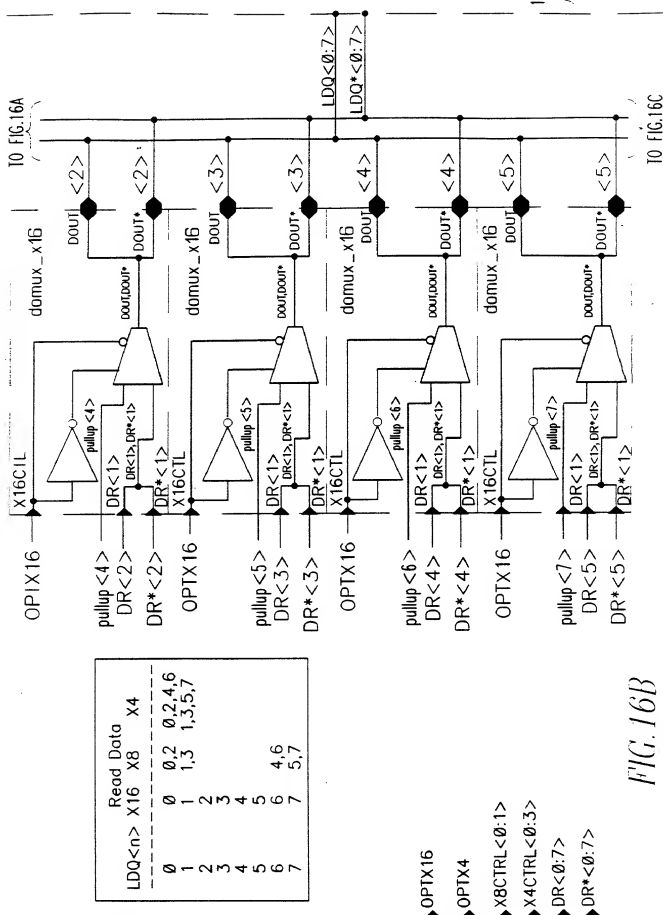 Read Data
LDQ<n> X16 X8 X4
0 0 0,2 0,2,4,6
1 1 1,3 1,3,5,7
2 2
3 3
4 4
5 5
6 6 4,6
7 7 5,7
OPTX16
OPTX4
X8CTRL<0:1>
X4CTRL<0:3>
DR<0:7>
DR*<0:7>
FIG.16B
TO FIG.16A
LDQ<0:7>
LDQ*<0:7>
TO FIG.16C
OPTX16
X16CTL
pullup<4>
DR<2>
DR*<2>
pullup <4>
DR<1>
DR<1>, DR*<1>
DR*<1>
domux_x16
DOUT,DOUT*
DOUT
<2>
DOUT*
<2>
OPTX16
X16CTL
pullup<5>
DR<3>
DR*<3>
pullup <5>
DR<1>
DR<1>, DR*<1>
DR*<1>
domux_x16
DOUT,DOUT*
DOUT
<3>
DOUT*
<3>
OPTX16
X16CTL
pullup<6>
DR<4>
DR*<4>
pullup <6>
DR<1>
DR<1>, DR*<1>
DR*<1>
domux_x16
DOUT,DOUT*
DOUT
<4>
DOUT*
<4>
OPTX16
X16CTL
pullup<7>
DR<5>
DR*<5>
pullup <7>
DR<1>
DR<1>, DR*<1>
DR*<1>
domux_x16
DOUT,DOUT*
DOUT
<5>
DOUT*
<5>